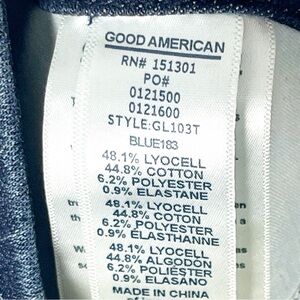 GOOD AMERICAN
RN# 151301
PO#
0121500
0121600
STYLE:GL103T
BLUE183
48.1% LYOCELL
44.8% COTTON
6.2% POLYESTER
0.9% ELASTANE
48.1% LYOCELL
44.8% COTON
6.2% POLYESTER
0.9% ELASTHANNE
48.1% LYOCELL
44.8% ALGODON
6.2% POLIÉSTER
0.9% ELASANO
MADE IN CHINA